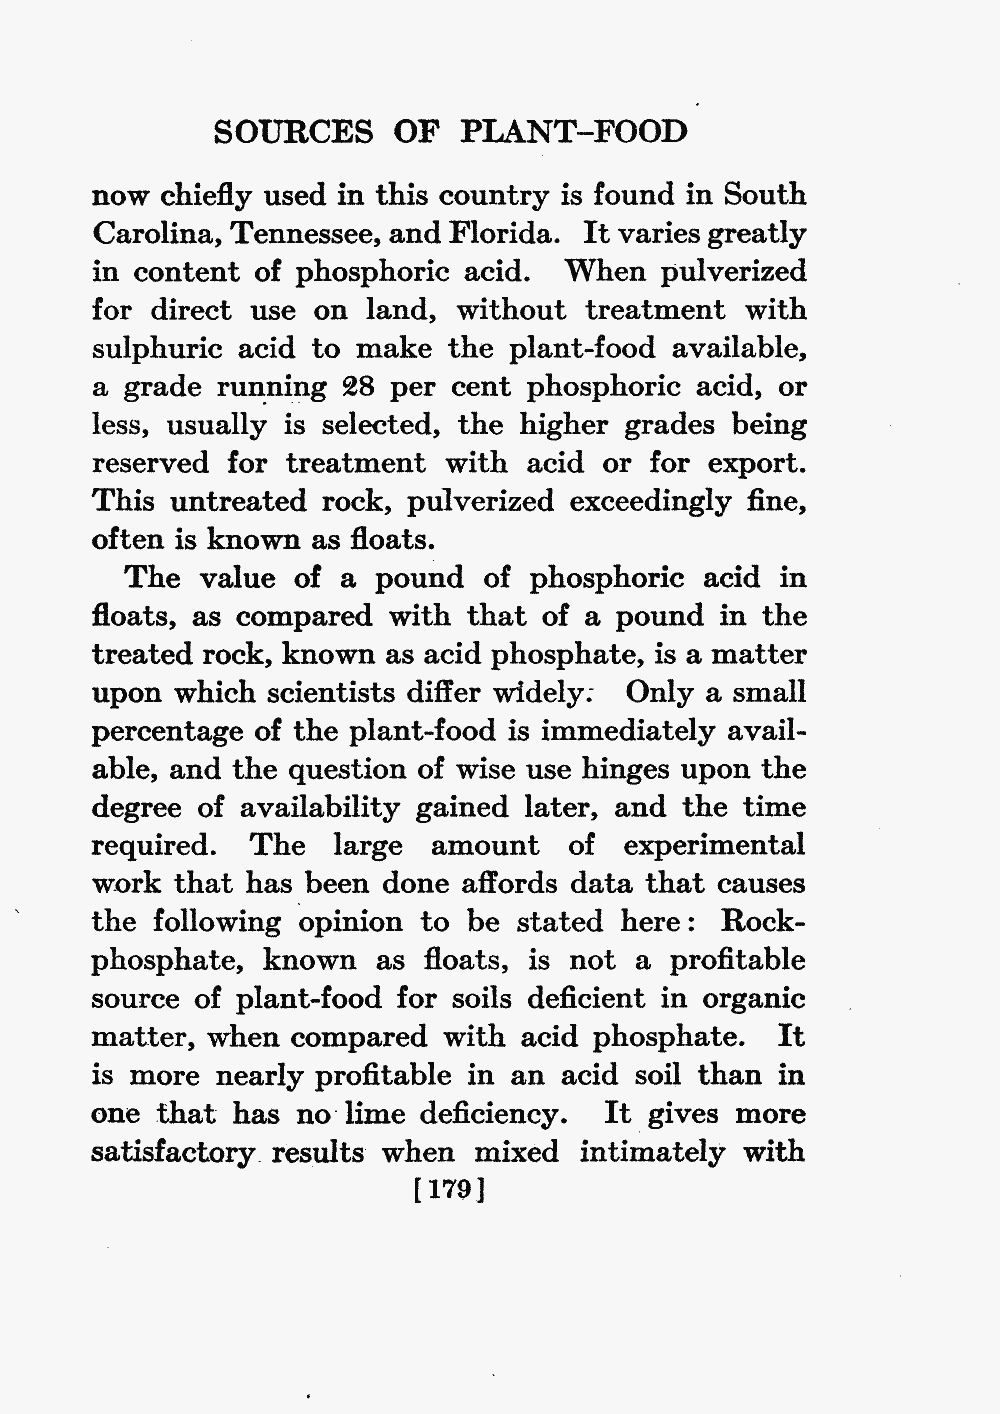 SOURCES OF PLANT-FOOD
now chiefly used in this country is found in South
Carolina, Tennessee, and Florida. It varies greatly
in content of phosphoric acid. When pulverized
for direct use on land, without treatment with
sulphuric acid to make the plant-food available,
a grade running 28 per cent phosphoric acid, or
less, usually is selected, the higher grades being
reserved for treatment with acid or for export.
This untreated rock, pulverized exceedingly fine,
often is known as floats.
The value of a pound of phosphoric acid in
floats, as compared with that of a pound in the
treated rock, known as acid phosphate, is a matter
upon which scientists differ widely. Only a small
percentage of the plant-food is immediately avail-
able, and the question of wise use hinges upon the
degree of availability gained later, and the time
required. The large amount of experimental
work that has been done affords data that causes
the following opinion to be stated here: Rock-
phosphate, known as floats, is not a profitable
source of plant-food for soils deficient in organic
matter, when compared with acid phosphate. It
is more nearly profitable in an acid soil than in
one that has no lime deficiency. It gives more
satisfactory results when mixed intimately with
[179]